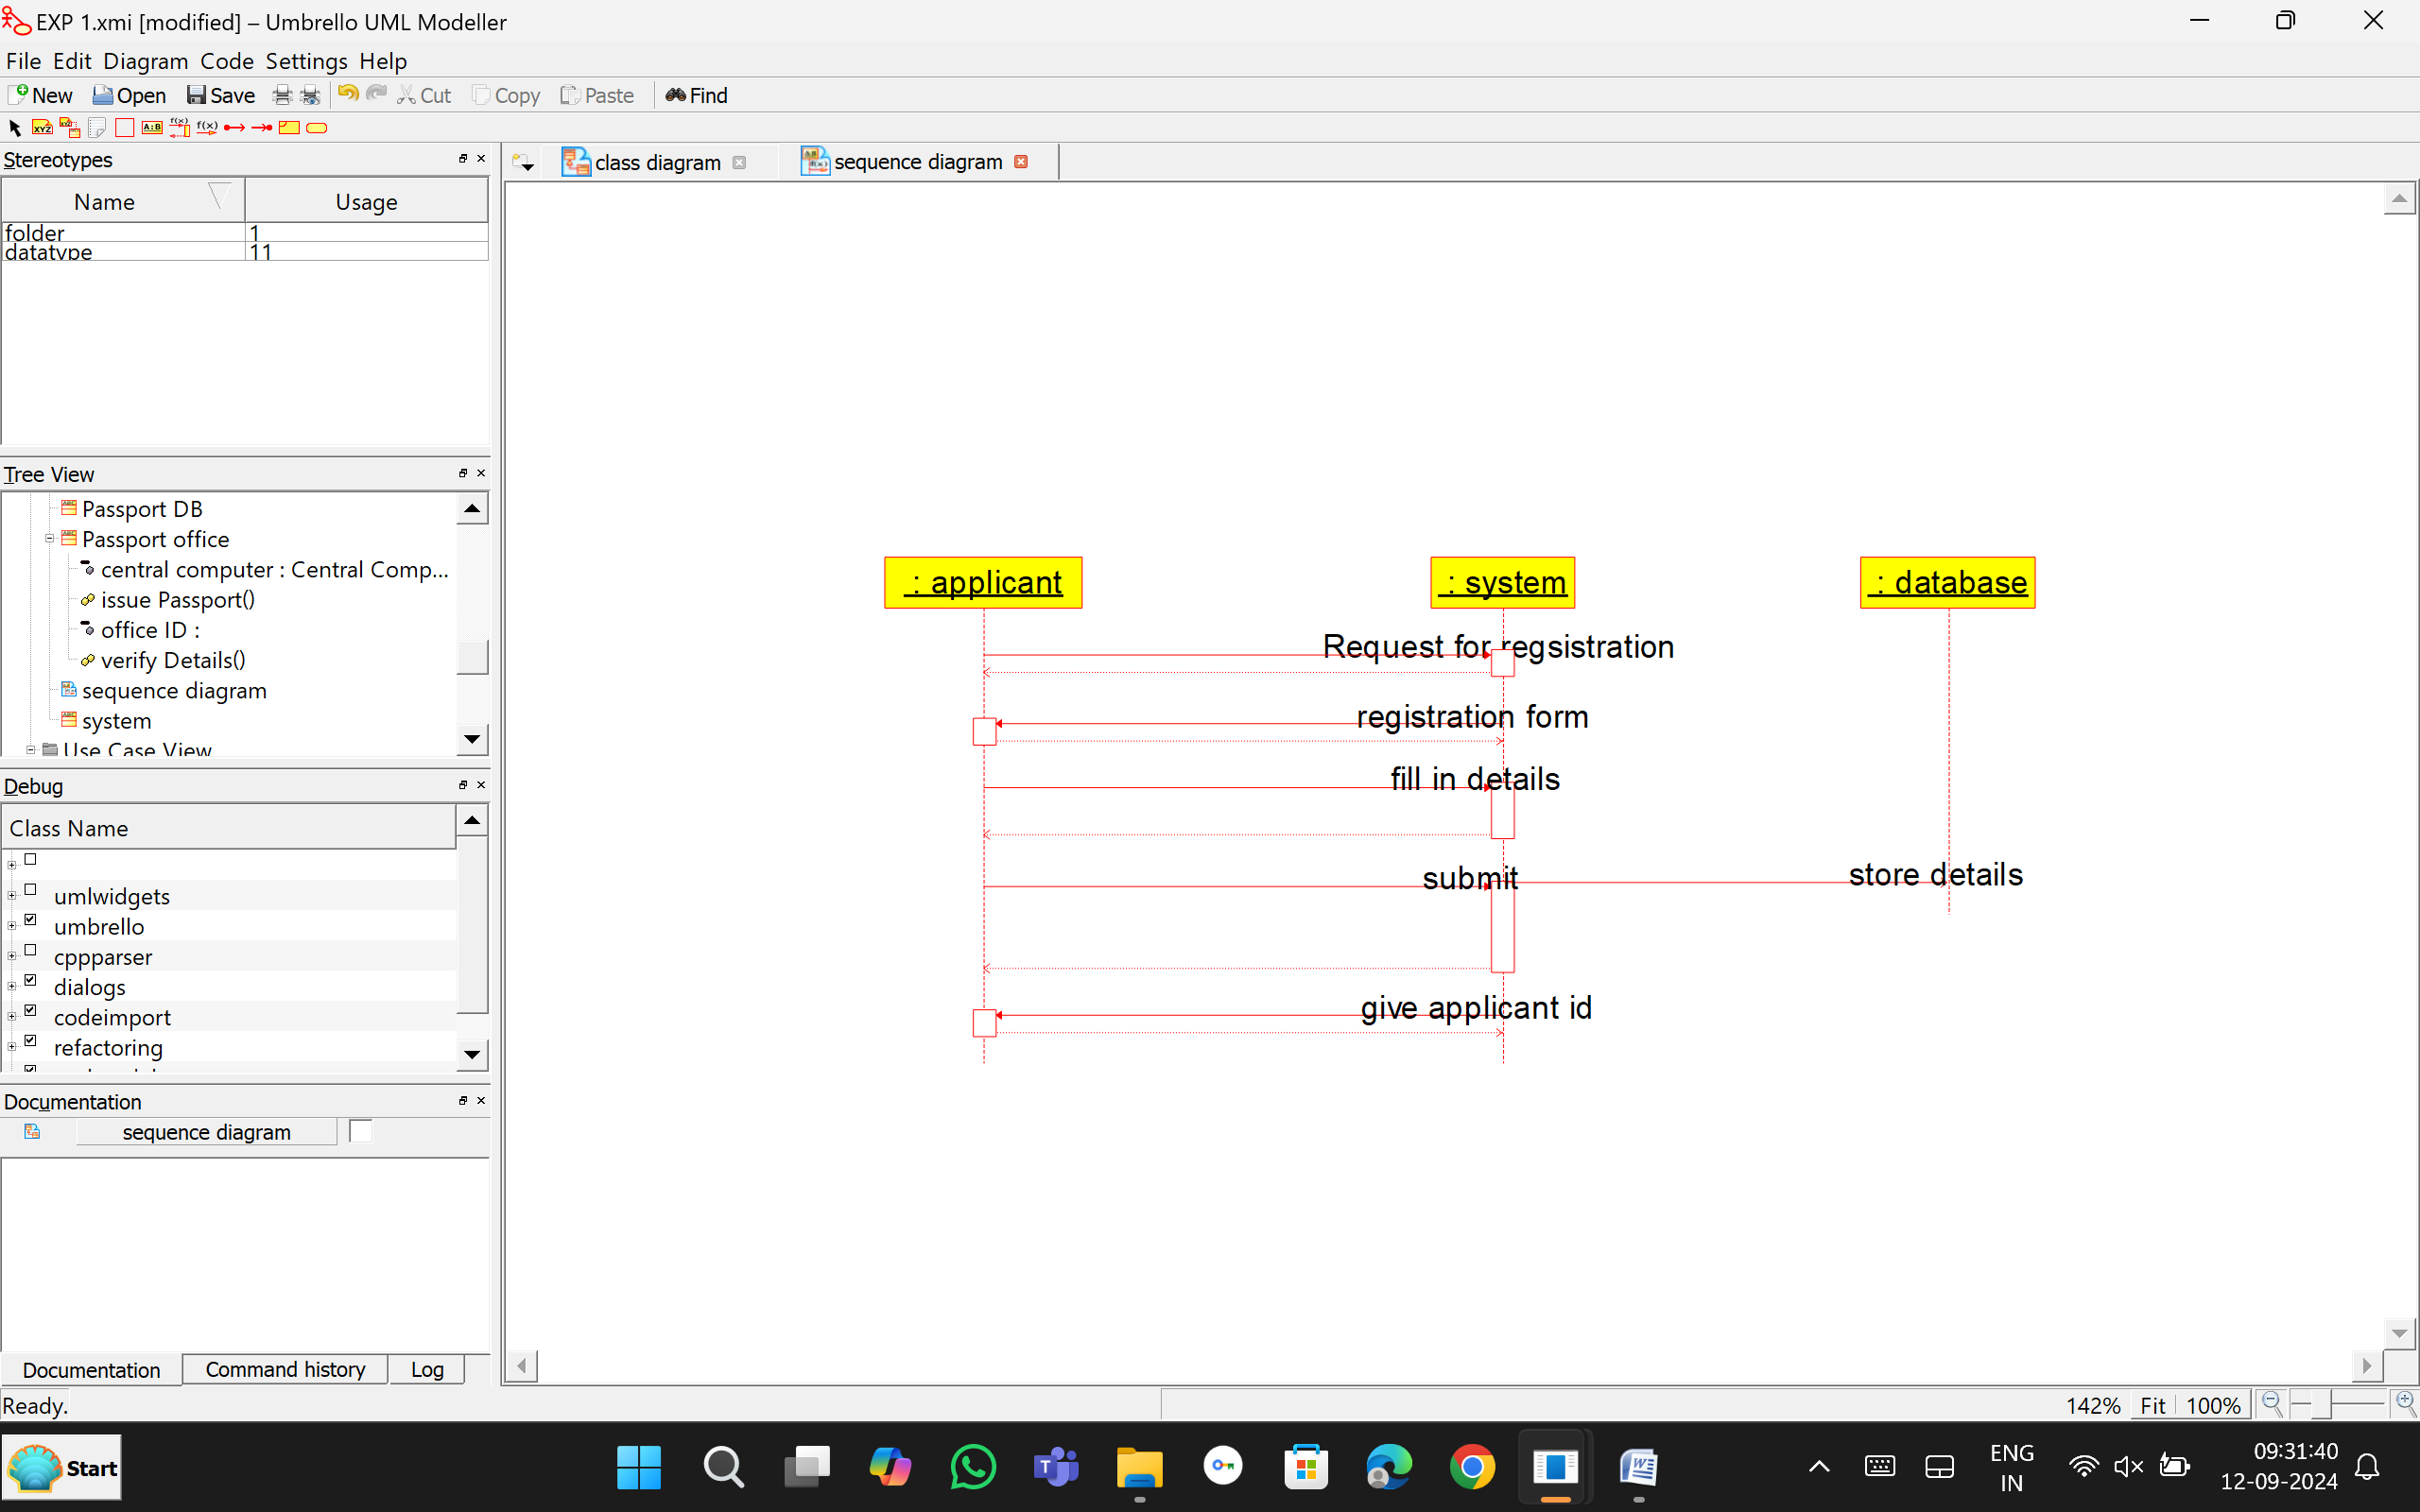 EXP 1.xmi [modified] – Umbrello UML Modeller
File Edit Diagram Code Settings Help
New Open Save Cut Copy Paste Find
Stereotypes
Name Usage
folder 1
datatype 11
class diagram
sequence diagram
Tree View
Passport DB
Passport office
central computer : Central Comp...
issue Passport()
office ID :
verify Details()
sequence diagram
system
Use Case View
Debug
Class Name
umlwidgets
umbrello
cppparser
dialogs
codeimport
refactoring
Documentation
sequence diagram
Documentation Command history Log
: applicant
: system
: database
Request for regsistration
registration form
fill in details
submit
store details
give applicant id
Ready.
142% Fit 100%
Start
ENG
IN
09:31:40
12-09-2024